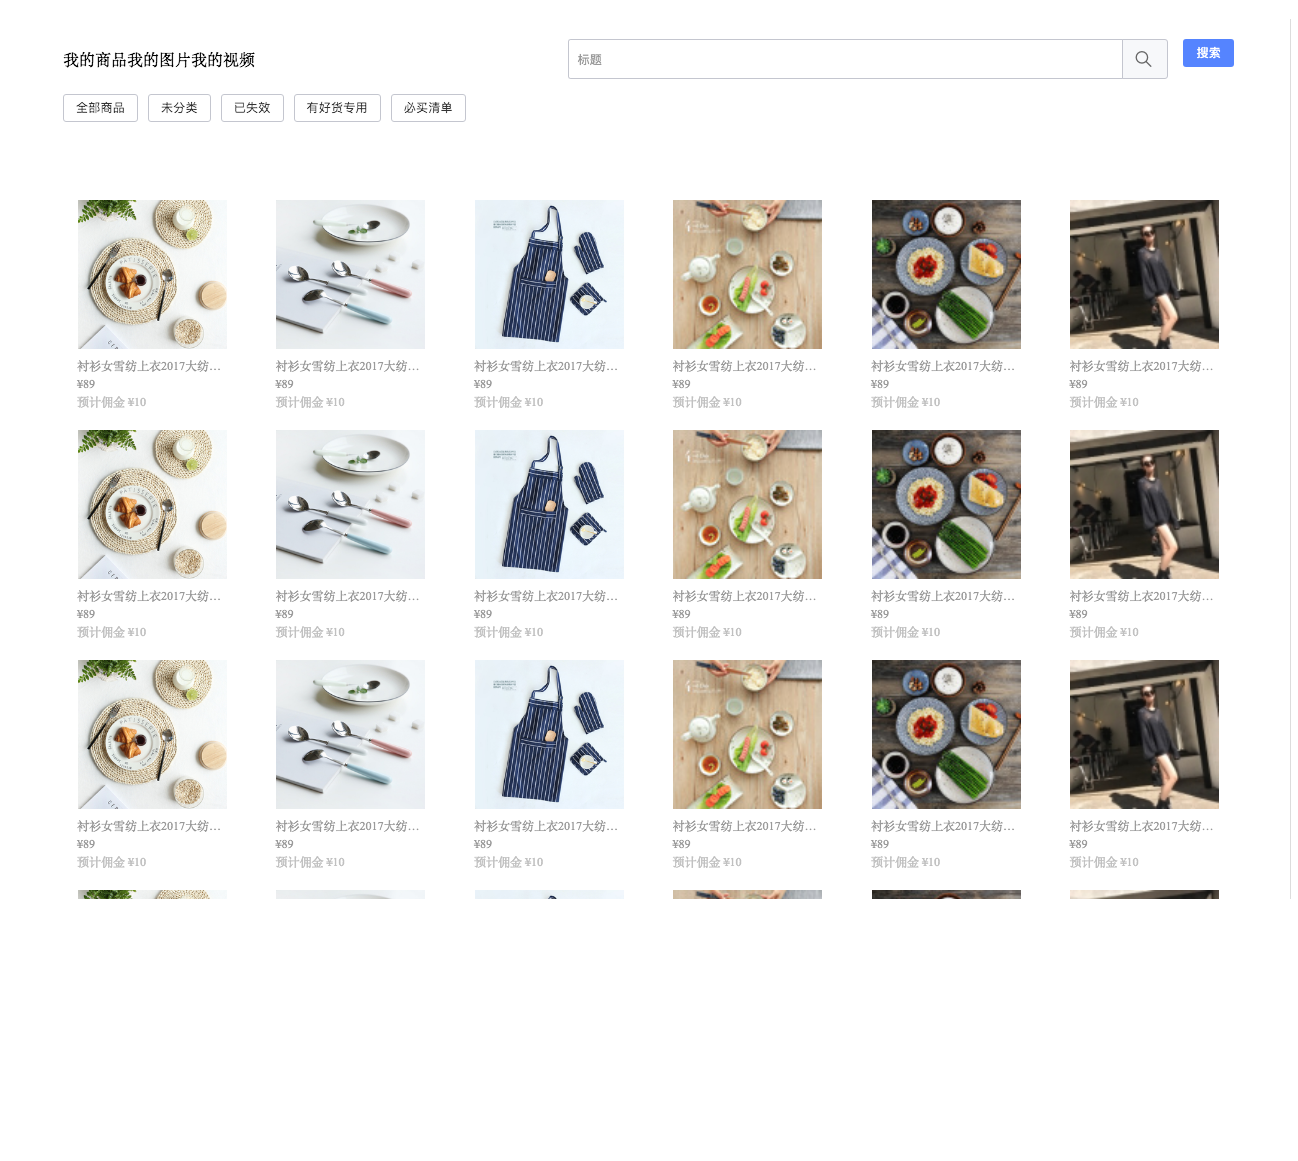 我的商品我的图片我的视频
标题
搜索
全部商品 未分类 已失效 有好货专用 必买清单
衬衫女雪纺上衣2017大纺... 衬衫女雪纺上衣2017大纺... 衬衫女雪纺上衣2017大纺... 衬衫女雪纺上衣2017大纺... 衬衫女雪纺上衣2017大纺... 衬衫女雪纺上衣2017大纺...
¥89 ¥89 ¥89 ¥89 ¥89 ¥89
预计佣金 ¥10 预计佣金 ¥10 预计佣金 ¥10 预计佣金 ¥10 预计佣金 ¥10 预计佣金 ¥10
衬衫女雪纺上衣2017大纺... 衬衫女雪纺上衣2017大纺... 衬衫女雪纺上衣2017大纺... 衬衫女雪纺上衣2017大纺... 衬衫女雪纺上衣2017大纺... 衬衫女雪纺上衣2017大纺...
¥89 ¥89 ¥89 ¥89 ¥89 ¥89
预计佣金 ¥10 预计佣金 ¥10 预计佣金 ¥10 预计佣金 ¥10 预计佣金 ¥10 预计佣金 ¥10
衬衫女雪纺上衣2017大纺... 衬衫女雪纺上衣2017大纺... 衬衫女雪纺上衣2017大纺... 衬衫女雪纺上衣2017大纺... 衬衫女雪纺上衣2017大纺... 衬衫女雪纺上衣2017大纺...
¥89 ¥89 ¥89 ¥89 ¥89 ¥89
预计佣金 ¥10 预计佣金 ¥10 预计佣金 ¥10 预计佣金 ¥10 预计佣金 ¥10 预计佣金 ¥10